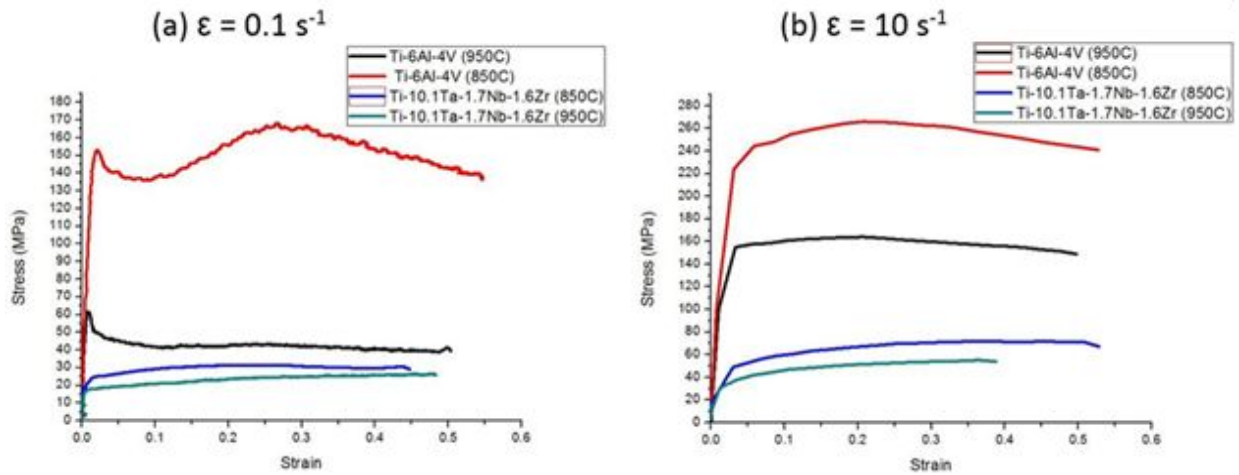 (a) ε = 0.1 s-1
Ti-6Al-4V (950C)
Ti-6Al-4V (850C)
Ti-10.1Ta-1.7Nb-1.6Zr (850C)
Ti-10.1Ta-1.7Nb-1.6Zr (950C)
180
170
160
150
140
130
120
110
100
90
80
70
60
50
40
30
20
10
0
Stress (MPa)
0.0 0.1 0.2 0.3 0.4 0.5 0.6
Strain
(b) ε = 10 s-1
Ti-6Al-4V (950C)
Ti-6Al-4V (850C)
Ti-10.1Ta-1.7Nb-1.6Zr (850C)
Ti-10.1Ta-1.7Nb-1.6Zr (950C)
280
260
240
220
200
180
160
140
120
100
80
60
40
20
0
Stress (MPa)
0.0 0.1 0.2 0.3 0.4 0.5 0.6
Strain